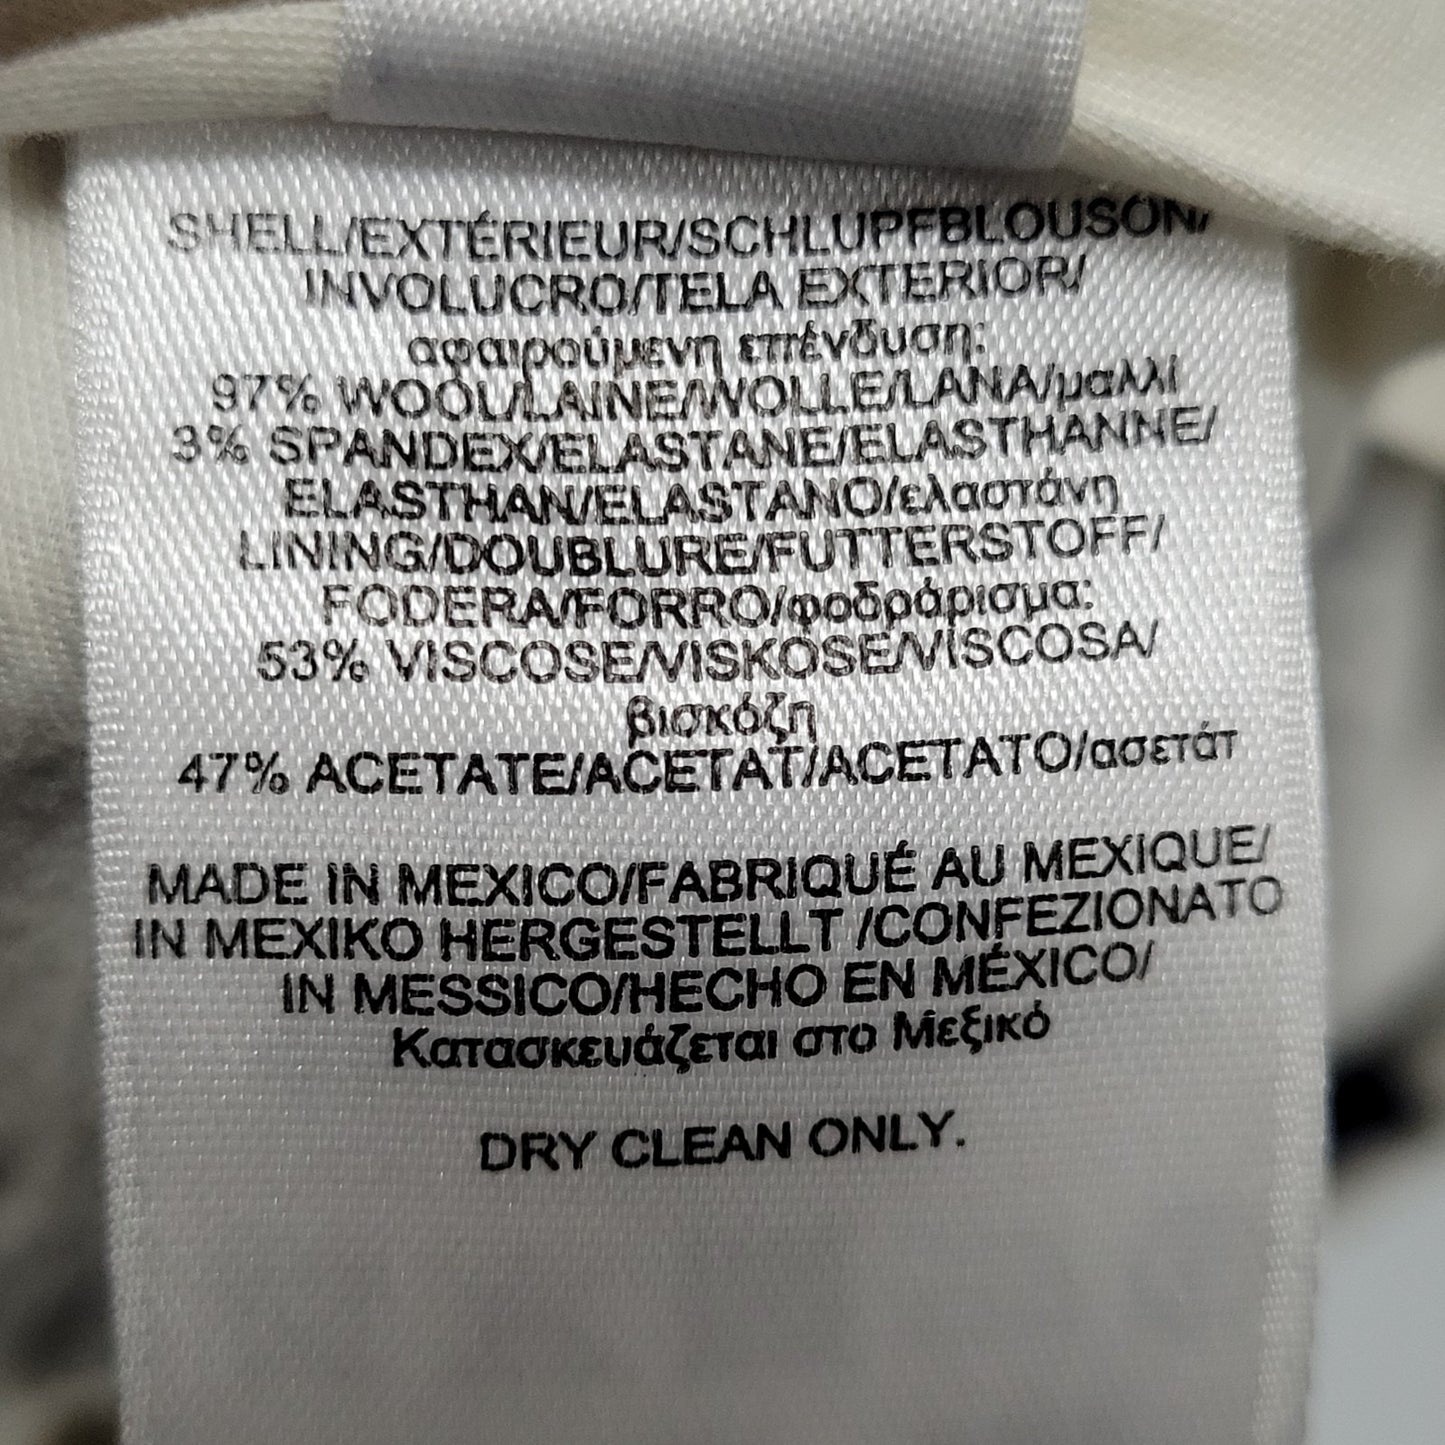 SHELL/EXTÉRIEUR/SCHLUPFBLOUSON/
INVOLUCRO/TELA EXTERIOR/
αφαιρούμενη επένδυση:
97% WOOL/LAINE/WOLLE/LANA/μαλλί
3% SPANDEX/ELASTANE/ELASTHANNE/
ELASTHAN/ELASTANO/ελαστάνη
LINING/DOUBLURE/FUTTERSTOFF/
FODERA/FORRO/φοδράρισμα:
53% VISCOSE/VISKOSE/VISCOSA/
βισκόζη
47% ACETATE/ACETAT/ACETATO/ασετάτ
MADE IN MEXICO/FABRIQUÉ AU MEXIQUE/
IN MEXIKO HERGESTELLT /CONFEZIONATO
IN MESSICO/HECHO EN MÉXICO/
Κατασκευάζεται στο Μεξικό
DRY CLEAN ONLY.